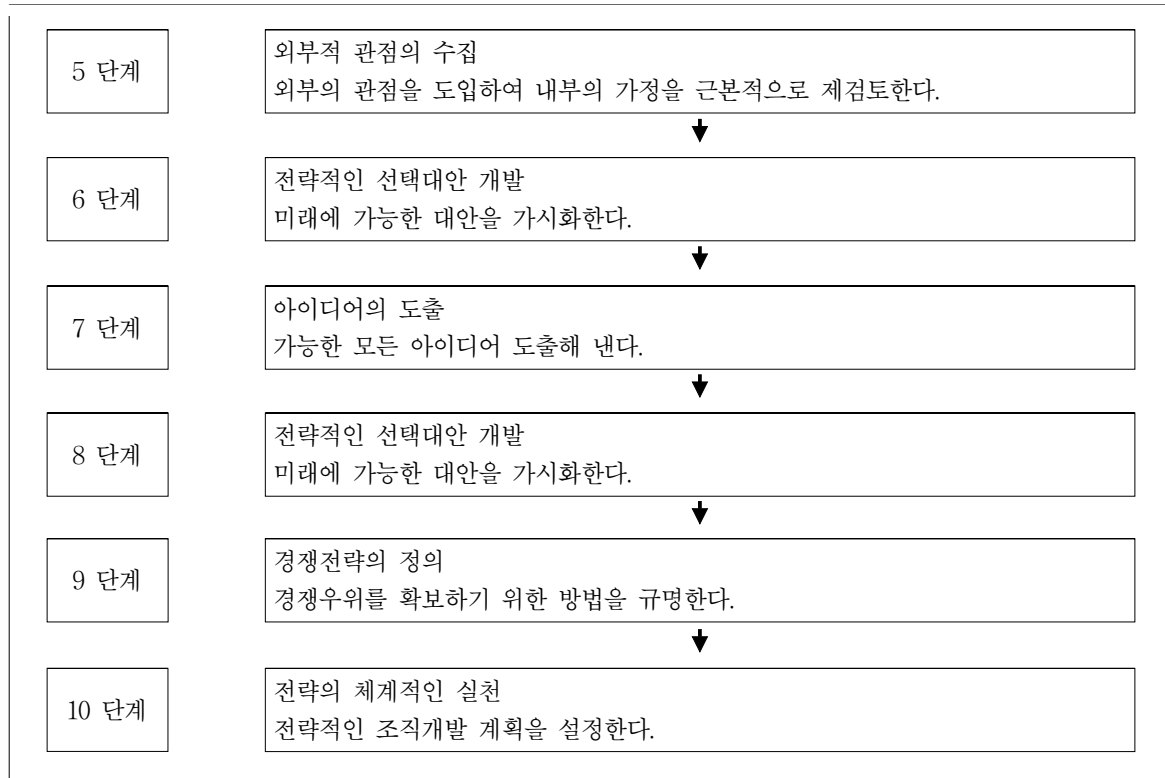 5 단계
외부적 관점의 수집
외부의 관점을 도입하여 내부의 가정을 근본적으로 제검토한다.
6 단계
전략적인 선택대안 개발
미래에 가능한 대안을 가시화한다.
7 단계
아이디어의 도출
가능한 모든 아이디어 도출해 낸다.
8 단계
전략적인 선택대안 개발
미래에 가능한 대안을 가시화한다.
9 단계
경쟁전략의 정의
경쟁우위를 확보하기 위한 방법을 규명한다.
10 단계
전략의 체계적인 실천
전략적인 조직개발 계획을 설정한다.